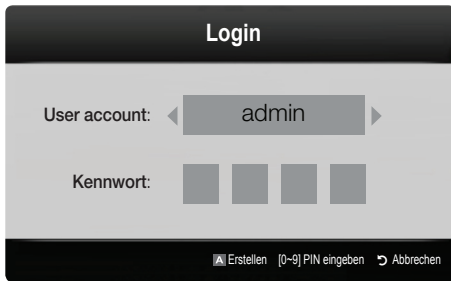 Login
User account: admin
Kennwort:
A Erstellen [0~9] PIN eingeben Abbrechen